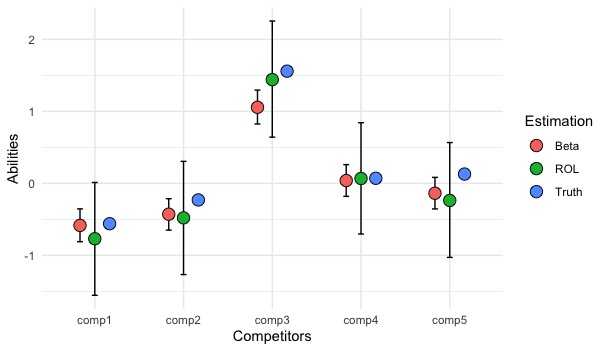 2
1
0
-1
Abilities
comp1 comp2 comp3 comp4 comp5
Competitors
Estimation
Beta
ROL
Truth